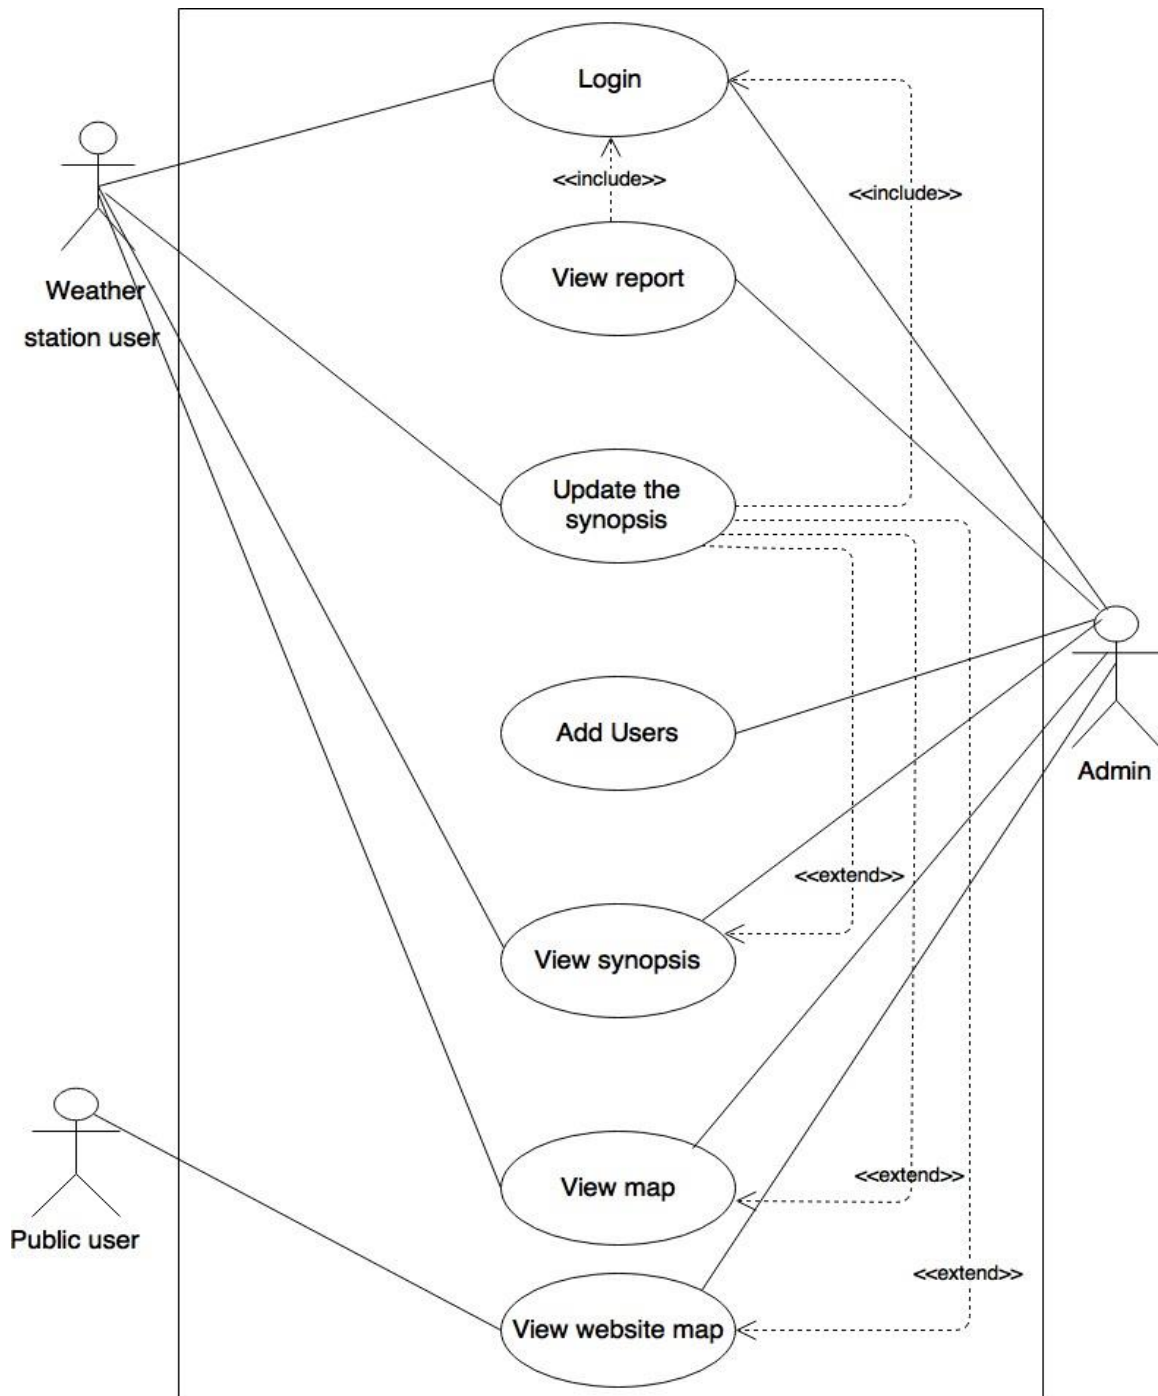 Login
<<include>>
<<include>>
View report
Weather
station user
Update the
synopsis
Add Users
Admin
<<extend>>
View synopsis
View map
<<extend>>
Public user
<<extend>>
View website map